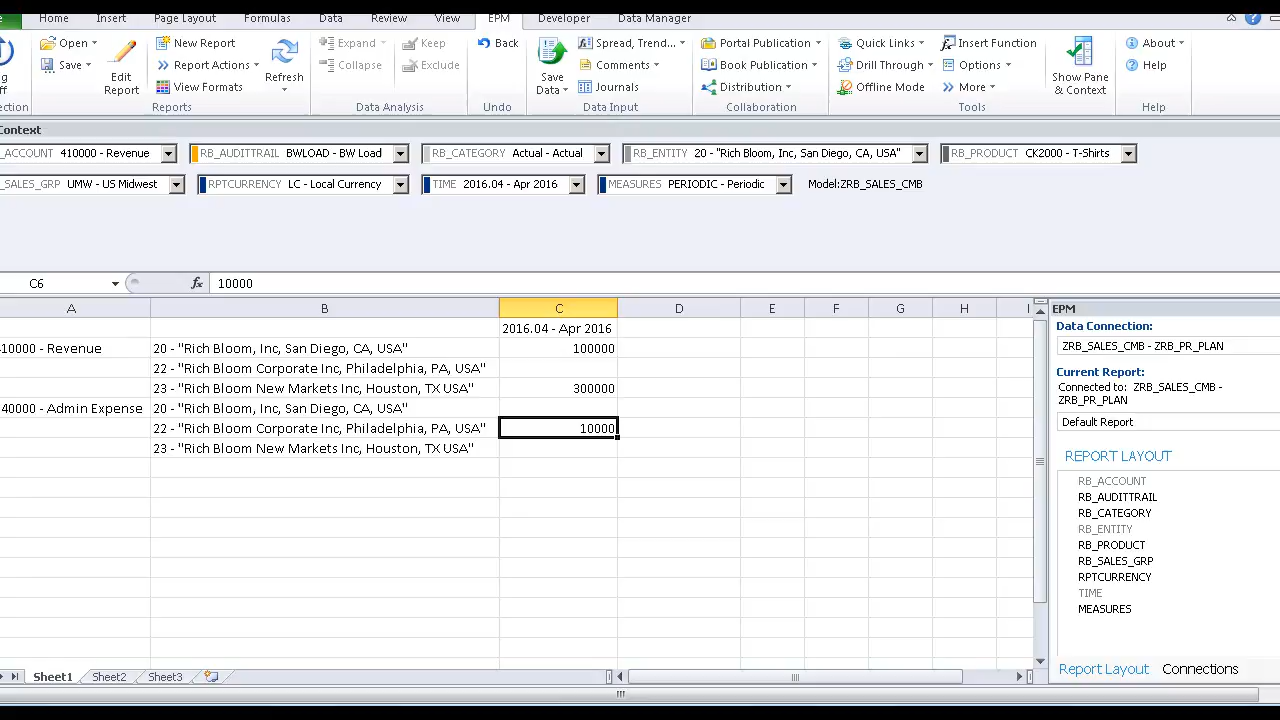 Home Insert Page Layout Formulas Data Review View EPM Developer Data Manager
Open New Report Expand Keep Back Spread, Trend... Portal Publication Quick Links Insert Function About
Save Report Actions Collap Exclude Comments Book Publication Drill Through Options Help
Edit Report View Formats Refresh Save Data Journals Distribution Offline Mode More Show Pane & Context
Reports Data Analysis Undo Data Input Collaboration Tools Help
Context
ACCOUNT 410000 - Revenue RB_AUDITTRAIL BWLOAD - BW Load RB_CATEGORY Actual - Actual RB_ENTITY 20 - "Rich Bloom, Inc, San Diego, CA, USA" RB_PRODUCT CK2000 - T-Shirts
SALES_GRP UMW - US Midwest RPTCURRENCY LC - Local Currency TIME 2016.04 - Apr 2016 MEASURES PERIODIC - Periodic Model:ZRB_SALES_CMB
C6 fx 10000
A B C D E F G H I
2016.04 - Apr 2016
10000 - Revenue 20 - "Rich Bloom, Inc, San Diego, CA, USA" 100000
22 - "Rich Bloom Corporate Inc, Philadelphia, PA, USA"
23 - "Rich Bloom New Markets Inc, Houston, TX USA" 300000
40000 - Admin Expense 20 - "Rich Bloom, Inc, San Diego, CA, USA"
22 - "Rich Bloom Corporate Inc, Philadelphia, PA, USA" 10000
23 - "Rich Bloom New Markets Inc, Houston, TX USA"
EPM
Data Connection:
ZRB_SALES_CMB - ZRB_PR_PLAN
Current Report:
Connected to: ZRB_SALES_CMB -
ZRB_PR_PLAN
Default Report
REPORT LAYOUT
RB_ACCOUNT
RB_AUDITTRAIL
RB_CATEGORY
RB_ENTITY
RB_PRODUCT
RB_SALES_GRP
RPTCURRENCY
TIME
MEASURES
Report Layout Connections
Sheet1 Sheet2 Sheet3